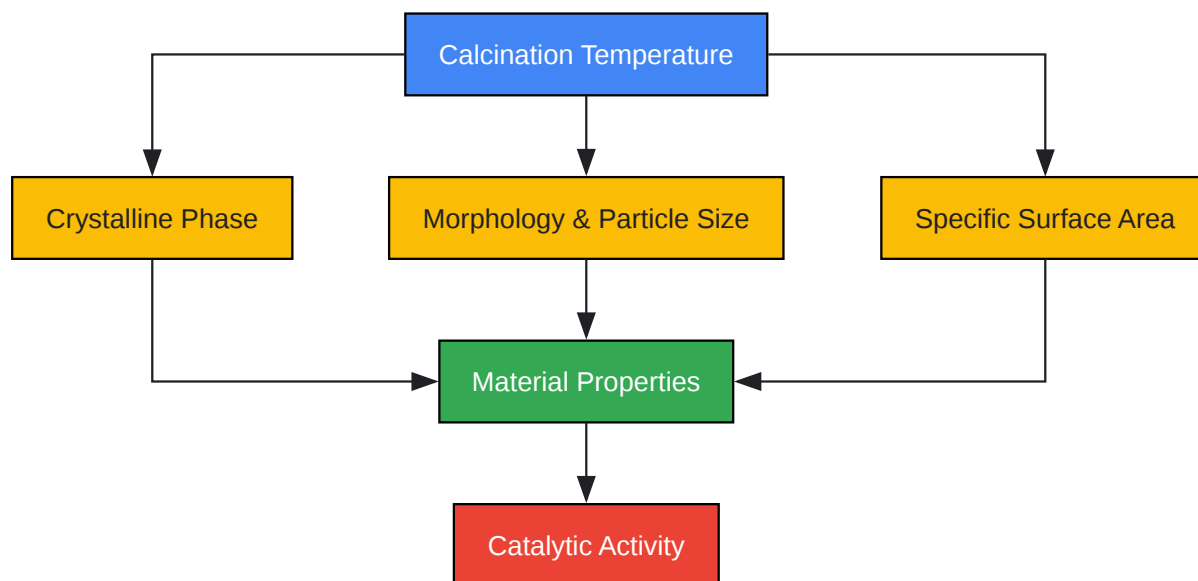 Calcination Temperature
Crystalline Phase
Morphology & Particle Size
Specific Surface Area
Material Properties
Catalytic Activity